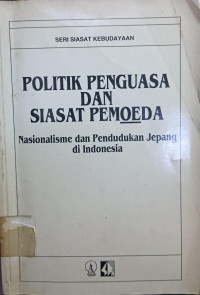 SERI SIASAT KEBUDAYAAN
POLITIK PENGUASA
DAN
SIASAT PEMOEDA
Nasionalisme dan Pendudukan Jepang
di Indonesia